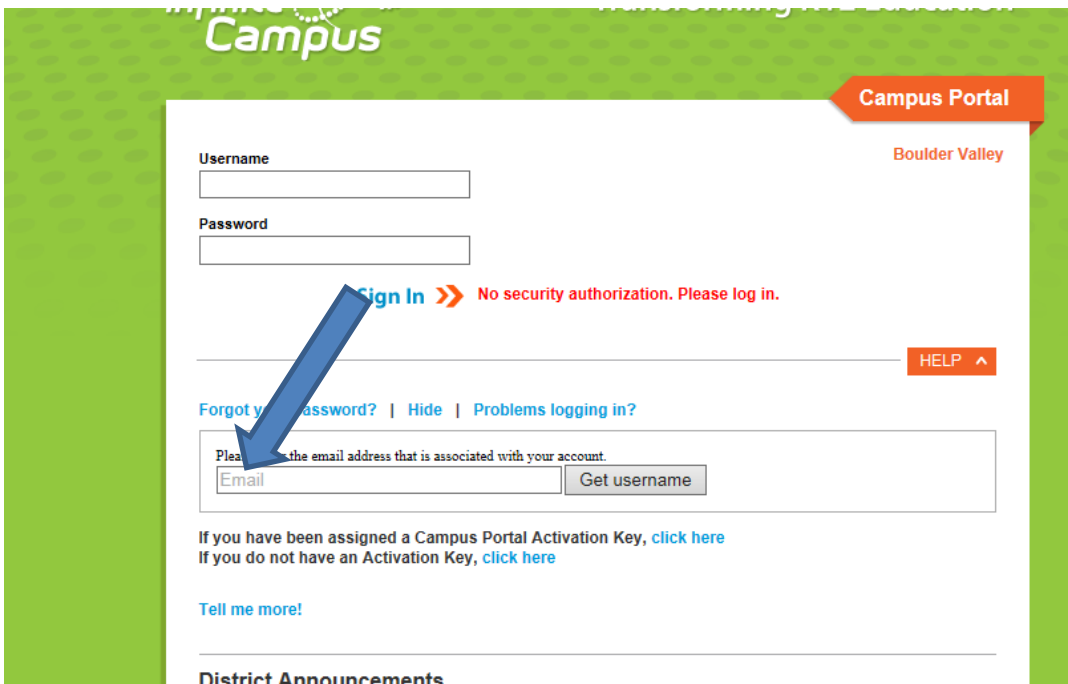 Campus
Campus Portal
Boulder Valley
Username
Password
Sign In No security authorization. Please log in.
HELP
Forgot assword? | Hide | Problems logging in?
the email address that is associated with your account.
Email Get username
If you have been assigned a Campus Portal Activation Key, click here
If you do not have an Activation Key, click here
Tell me more!
District Announcements